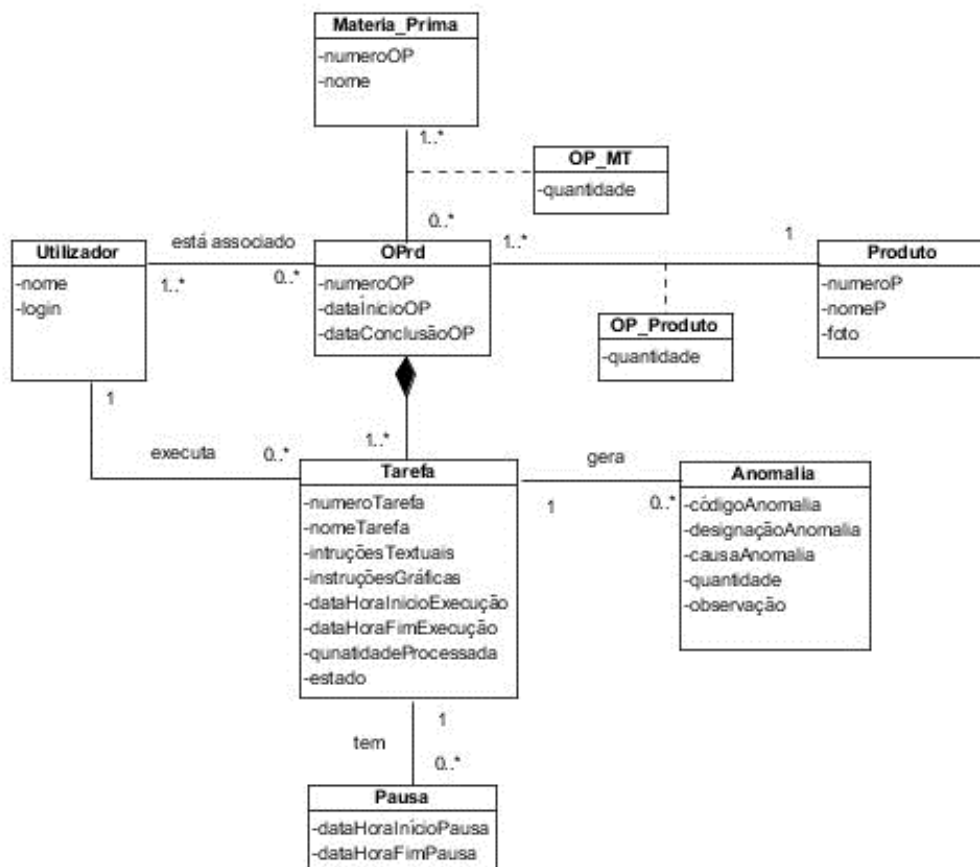 Materia_Prima
-numeroOP
-nome
1..*
OP_MT
-quantidade
0..*
Utilizador
-nome
-login
está associado
1..*
0..*
OPrd
-numeroOP
-dataÍnícioOP
-dataConclusãoOP
1..*
1
Produto
-numeroP
-nomeP
-foto
OP_Produto
-quantidade
1
executa
0..*
1..*
Tarefa
-numeroTarefa
-nomeTarefa
-intruçõesTextuais
-instruçõesGráficas
-dataHoraInicioExecução
-dataHoraFimExecução
-qunatidadeProcessada
-estado
gera
1
0..*
Anomalia
-códigoAnomalia
-designaçãoAnomalia
-causaAnomalia
-quantidade
-observação
1
tem
0..*
Pausa
-dataHoraInícioPausa
-dataHoraFimPausa